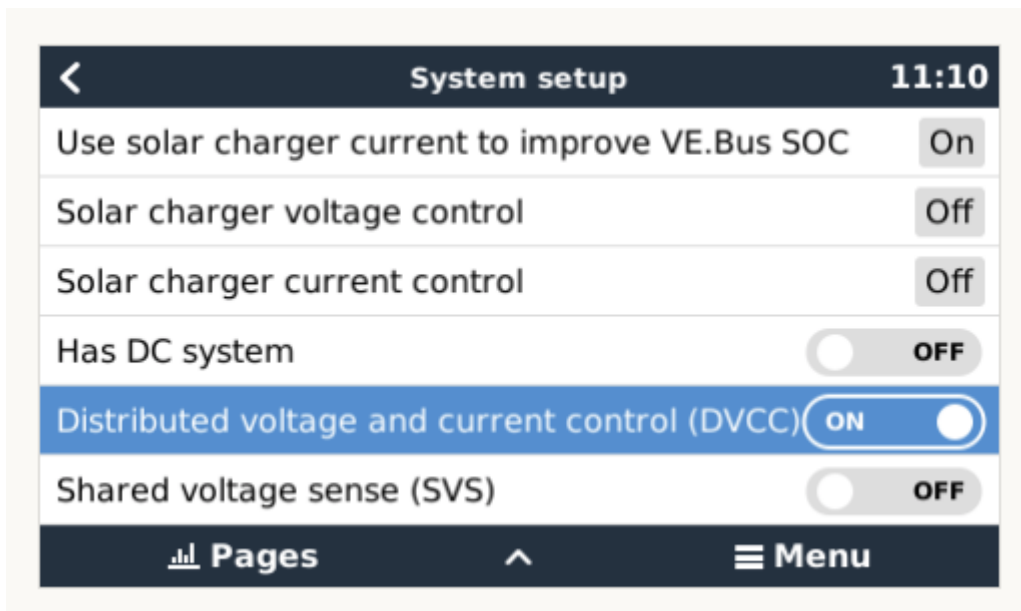 System setup 11:10
Use solar charger current to improve VE.Bus SOC On
Solar charger voltage control Off
Solar charger current control Off
Has DC system OFF
Distributed voltage and current control (DVCC) ON
Shared voltage sense (SVS) OFF
Pages Menu